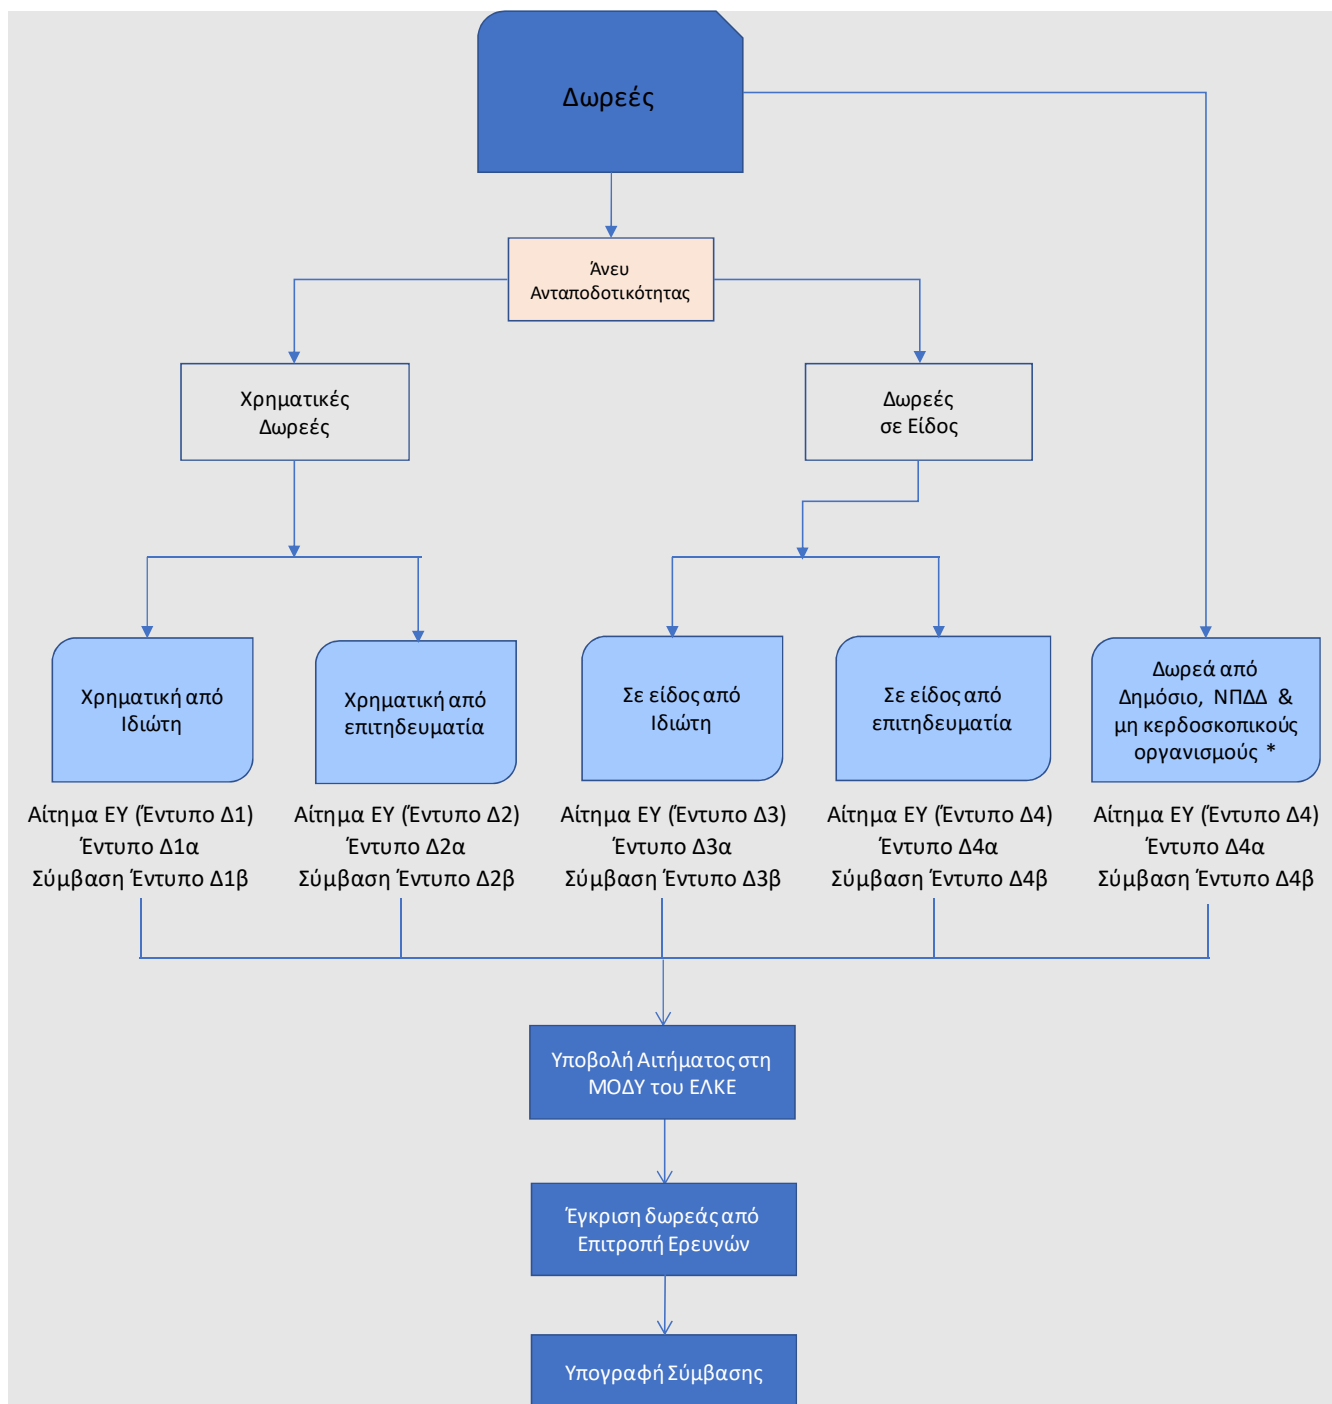 Δωρεές
Άνευ
Ανταποδοτικότητας
Χρηματικές
Δωρεές
Δωρεές
σε Είδος
Χρηματική από
Ιδιώτη
Χρηματική από
επιτηδευματία
Σε είδος από
Ιδιώτη
Σε είδος από
επιτηδευματία
Δωρεά από
Δημόσιο, ΝΠΔΔ &
μη κερδοσκοπικούς
οργανισμούς *
Αίτημα ΕΥ (Έντυπο Δ1)
Έντυπο Δ1α
Σύμβαση Έντυπο Δ1β
Αίτημα ΕΥ (Έντυπο Δ2)
Έντυπο Δ2α
Σύμβαση Έντυπο Δ2β
Αίτημα ΕΥ (Έντυπο Δ3)
Έντυπο Δ3α
Σύμβαση Έντυπο Δ3β
Αίτημα ΕΥ (Έντυπο Δ4)
Έντυπο Δ4α
Σύμβαση Έντυπο Δ4β
Αίτημα ΕΥ (Έντυπο Δ4)
Έντυπο Δ4α
Σύμβαση Έντυπο Δ4β
Υποβολή Αιτήματος στη
ΜΟΔΥ του ΕΛΚΕ
Έγκριση δωρεάς από
Επιτροπή Ερευνών
Υπογραφή Σύμβασης